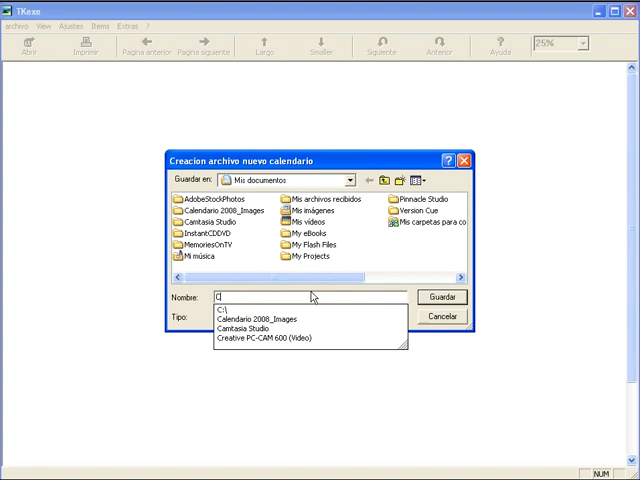 TKexe
archivo View Ajustes Items Extras ?
Abrir Imprimir Pagina anterior Pagina siguiente Largo Smaller Siguiente Anterior Ayuda 25%
Creacion archivo nuevo calendario
Guardar en: Mis documentos
AdobeStockPhotos Mis archivos recibidos Pinnacle Studio
Calendario 2008_Images Mis imágenes Version Cue
Camtasia Studio Mis vídeos Mis carpetas para co
InstantCDDVD My eBooks
MemoriesOnTV My Flash Files
Mi música My Projects
Nombre: C Guardar
C:\
Tipo: Calendario 2008_Images Cancelar
Camtasia Studio
Creative PC-CAM 600 (Video)
NUM